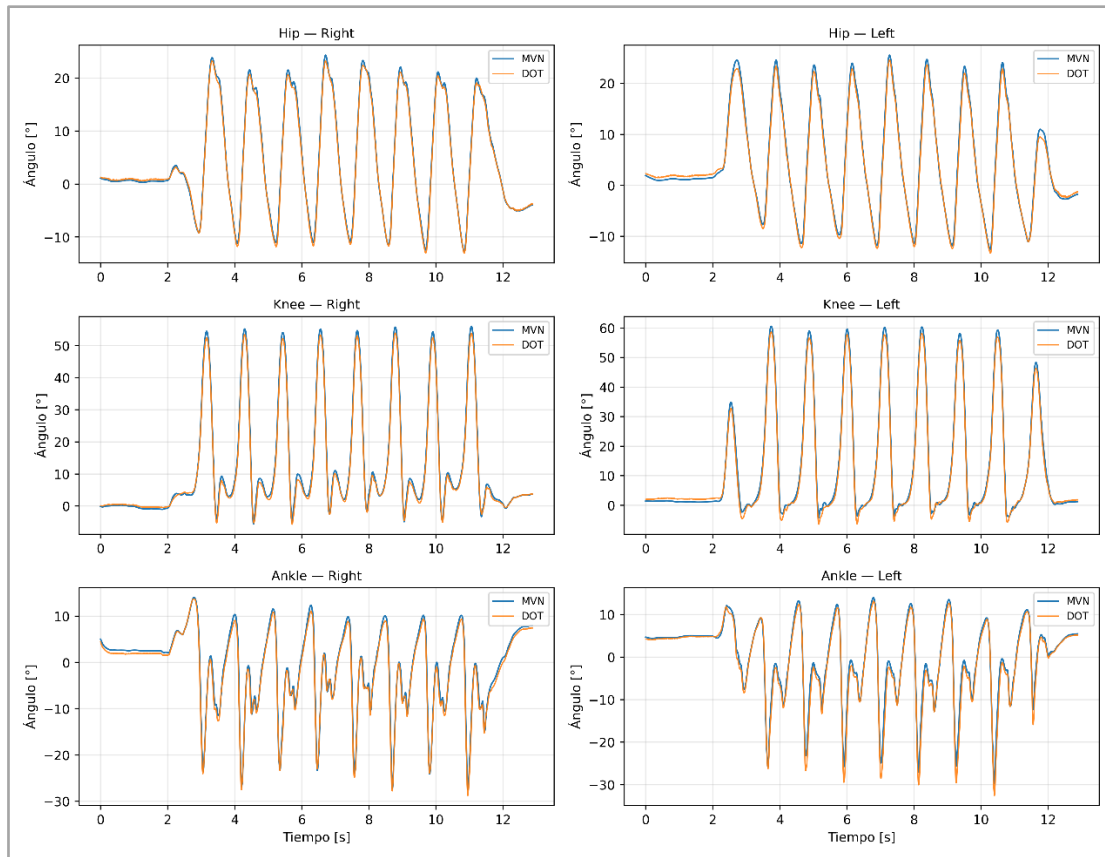 Hip — Right
Ángulo [°]
20
10
0
−10
0 2 4 6 8 10 12
MVN
DOT
Hip — Left
Ángulo [°]
20
10
0
−10
0 2 4 6 8 10 12
MVN
DOT
Knee — Right
Ángulo [°]
50
40
30
20
10
0
0 2 4 6 8 10 12
MVN
DOT
Knee — Left
Ángulo [°]
60
50
40
30
20
10
0
0 2 4 6 8 10 12
MVN
DOT
Ankle — Right
Ángulo [°]
10
0
−10
−20
−30
0 2 4 6 8 10 12
Tiempo [s]
MVN
DOT
Ankle — Left
Ángulo [°]
10
0
−10
−20
−30
0 2 4 6 8 10 12
Tiempo [s]
MVN
DOT